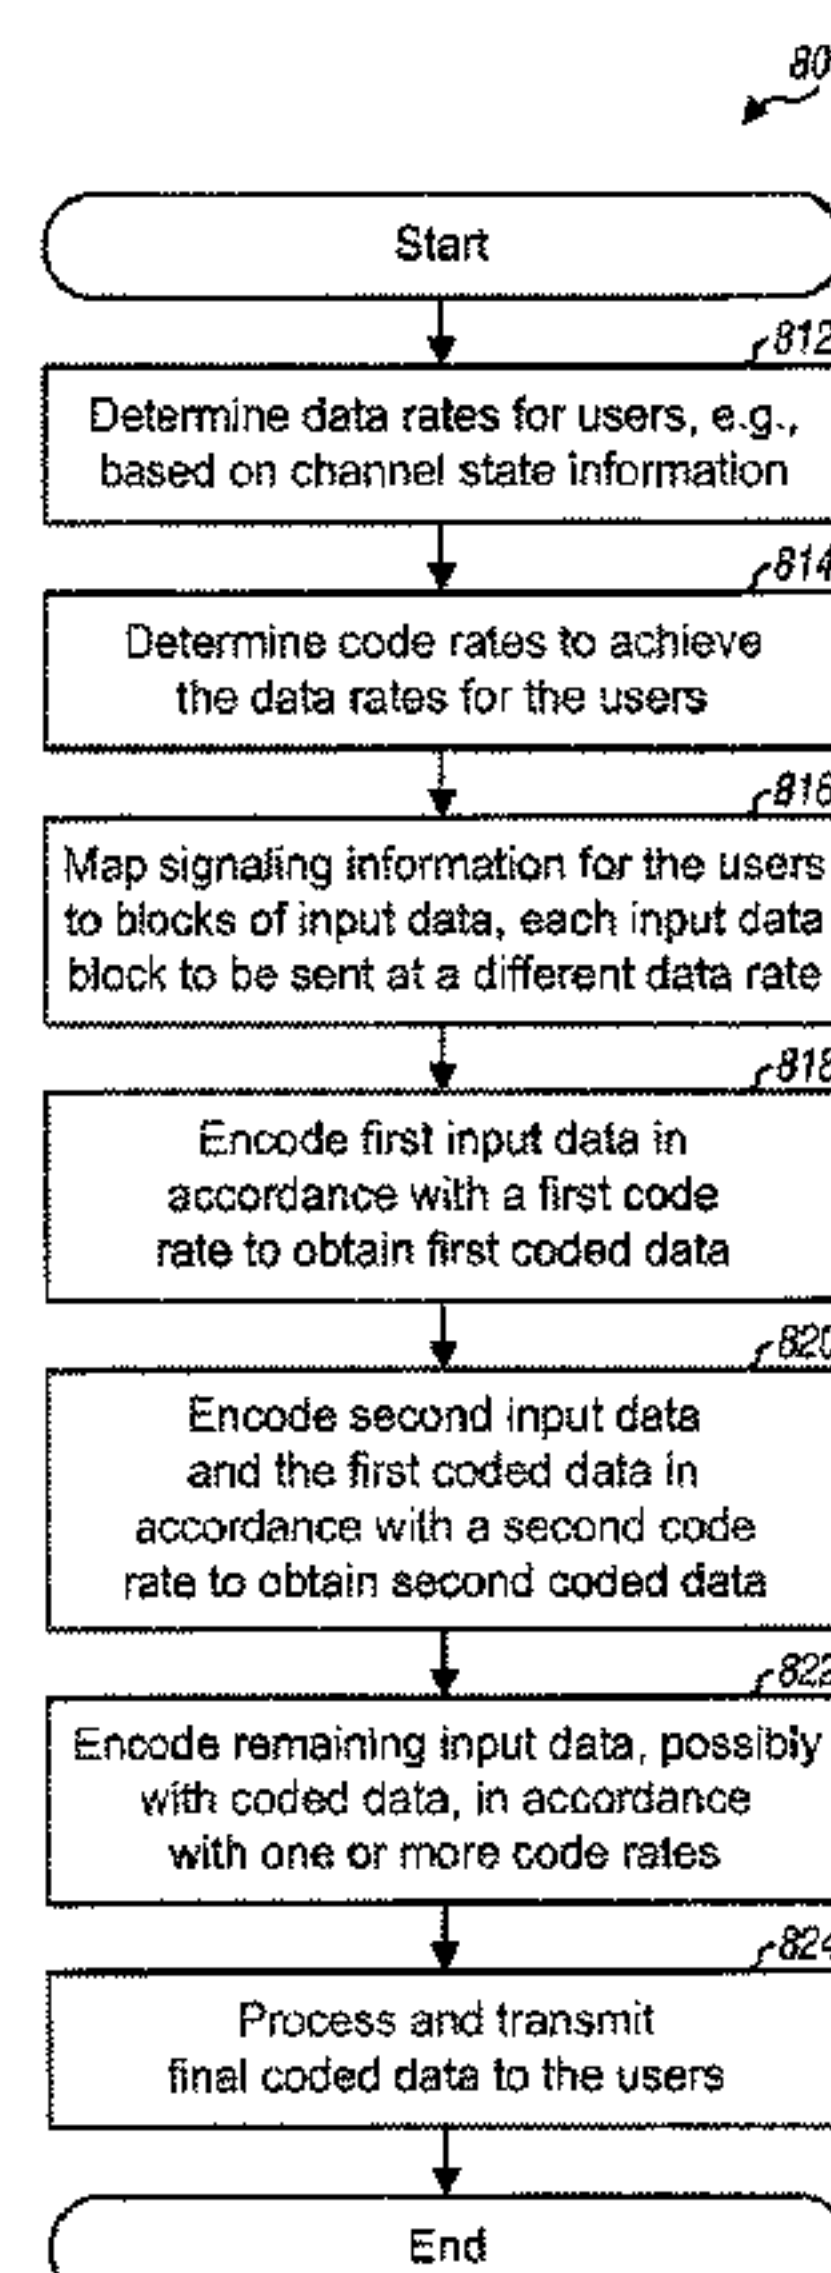 80
Start
812
Determine data rates for users, e.g.,
based on channel state information
814
Determine code rates to achieve
the data rates for the users
816
Map signaling information for the users
to blocks of input data, each input data
block to be sent at a different data rate
818
Encode first input data in
accordance with a first code
rate to obtain first coded data
820
Encode second input data
and the first coded data in
accordance with a second code
rate to obtain second coded data
822
Encode remaining input data, possibly
with coded data, in accordance
with one or more code rates
824
Process and transmit
final coded data to the users
End